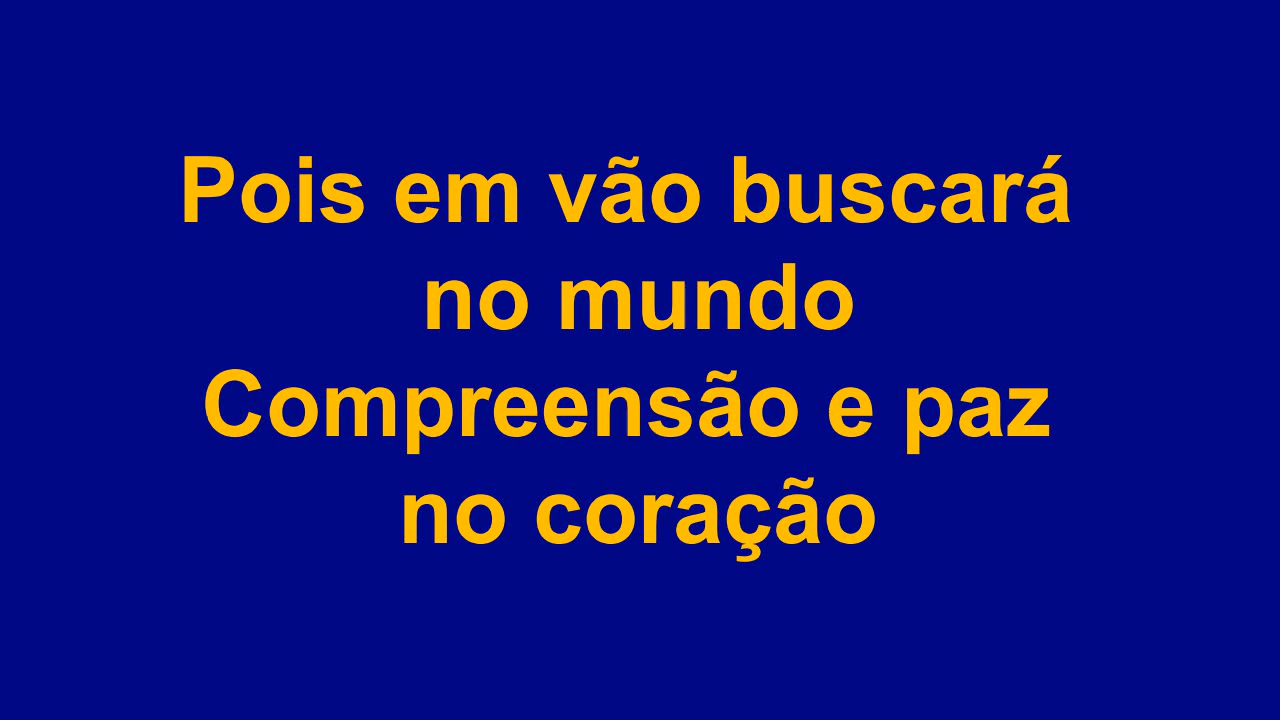 Pois em vão buscará
no mundo
Compreensão e paz
no coração